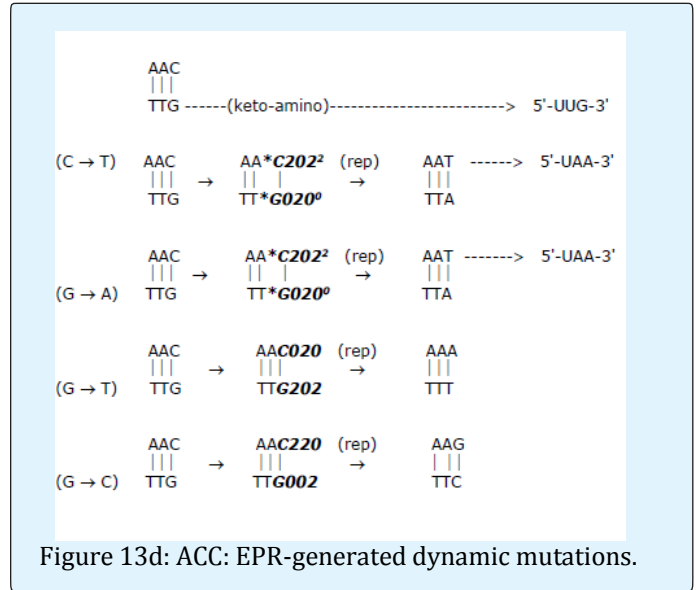 AAC
|||
TTG ------(keto-amino)--------------------------> 5'-UUG-3'
(C → T) AAC AA*C202² (rep) AAT ------> 5'-UAA-3'
||| → || | → |||
TTG TT*G020⁰ TTA
AAC AA*C202² (rep) AAT -------> 5'-UAA-3'
||| → || | → |||
(G → A) TTG TT*G020⁰ TTA
AAC AAC020 (rep) AAA
||| → ||| → |||
(G → T) TTG TTG202 TTT
AAC AAC220 (rep) AAG
||| → ||| → | ||
(G → C) TTG TTG002 TTC
Figure 13d: ACC: EPR-generated dynamic mutations.